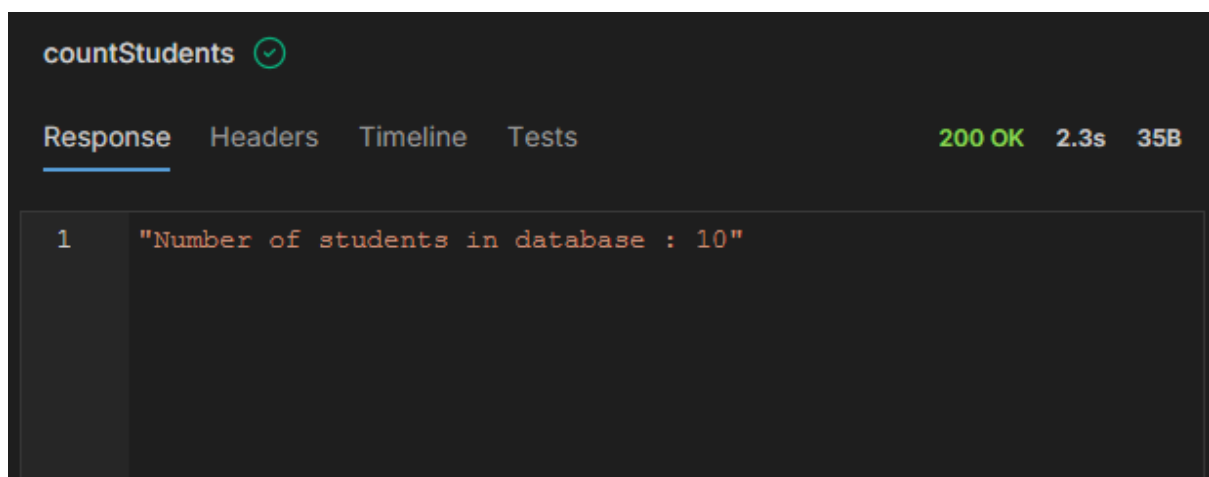 countStudents
Response Headers Timeline Tests 200 OK 2.3s 35B
1 "Number of students in database : 10"